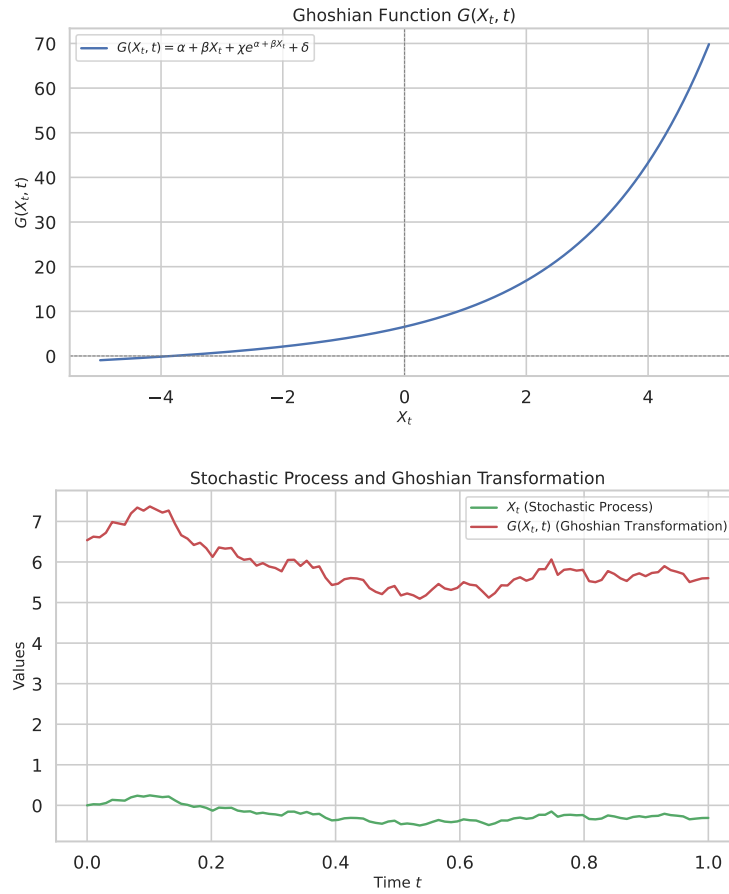 Ghoshian Function G(X_t, t)
G(X_t, t) = α + βX_t + χe^{α+βX_t} + δ
70
60
50
40
30
20
10
0
G(X_t, t)
−4 −2 0 2 4
X_t
Stochastic Process and Ghoshian Transformation
X_t (Stochastic Process)
G(X_t, t) (Ghoshian Transformation)
7
6
5
4
3
2
1
0
Values
0.0 0.2 0.4 0.6 0.8 1.0
Time t